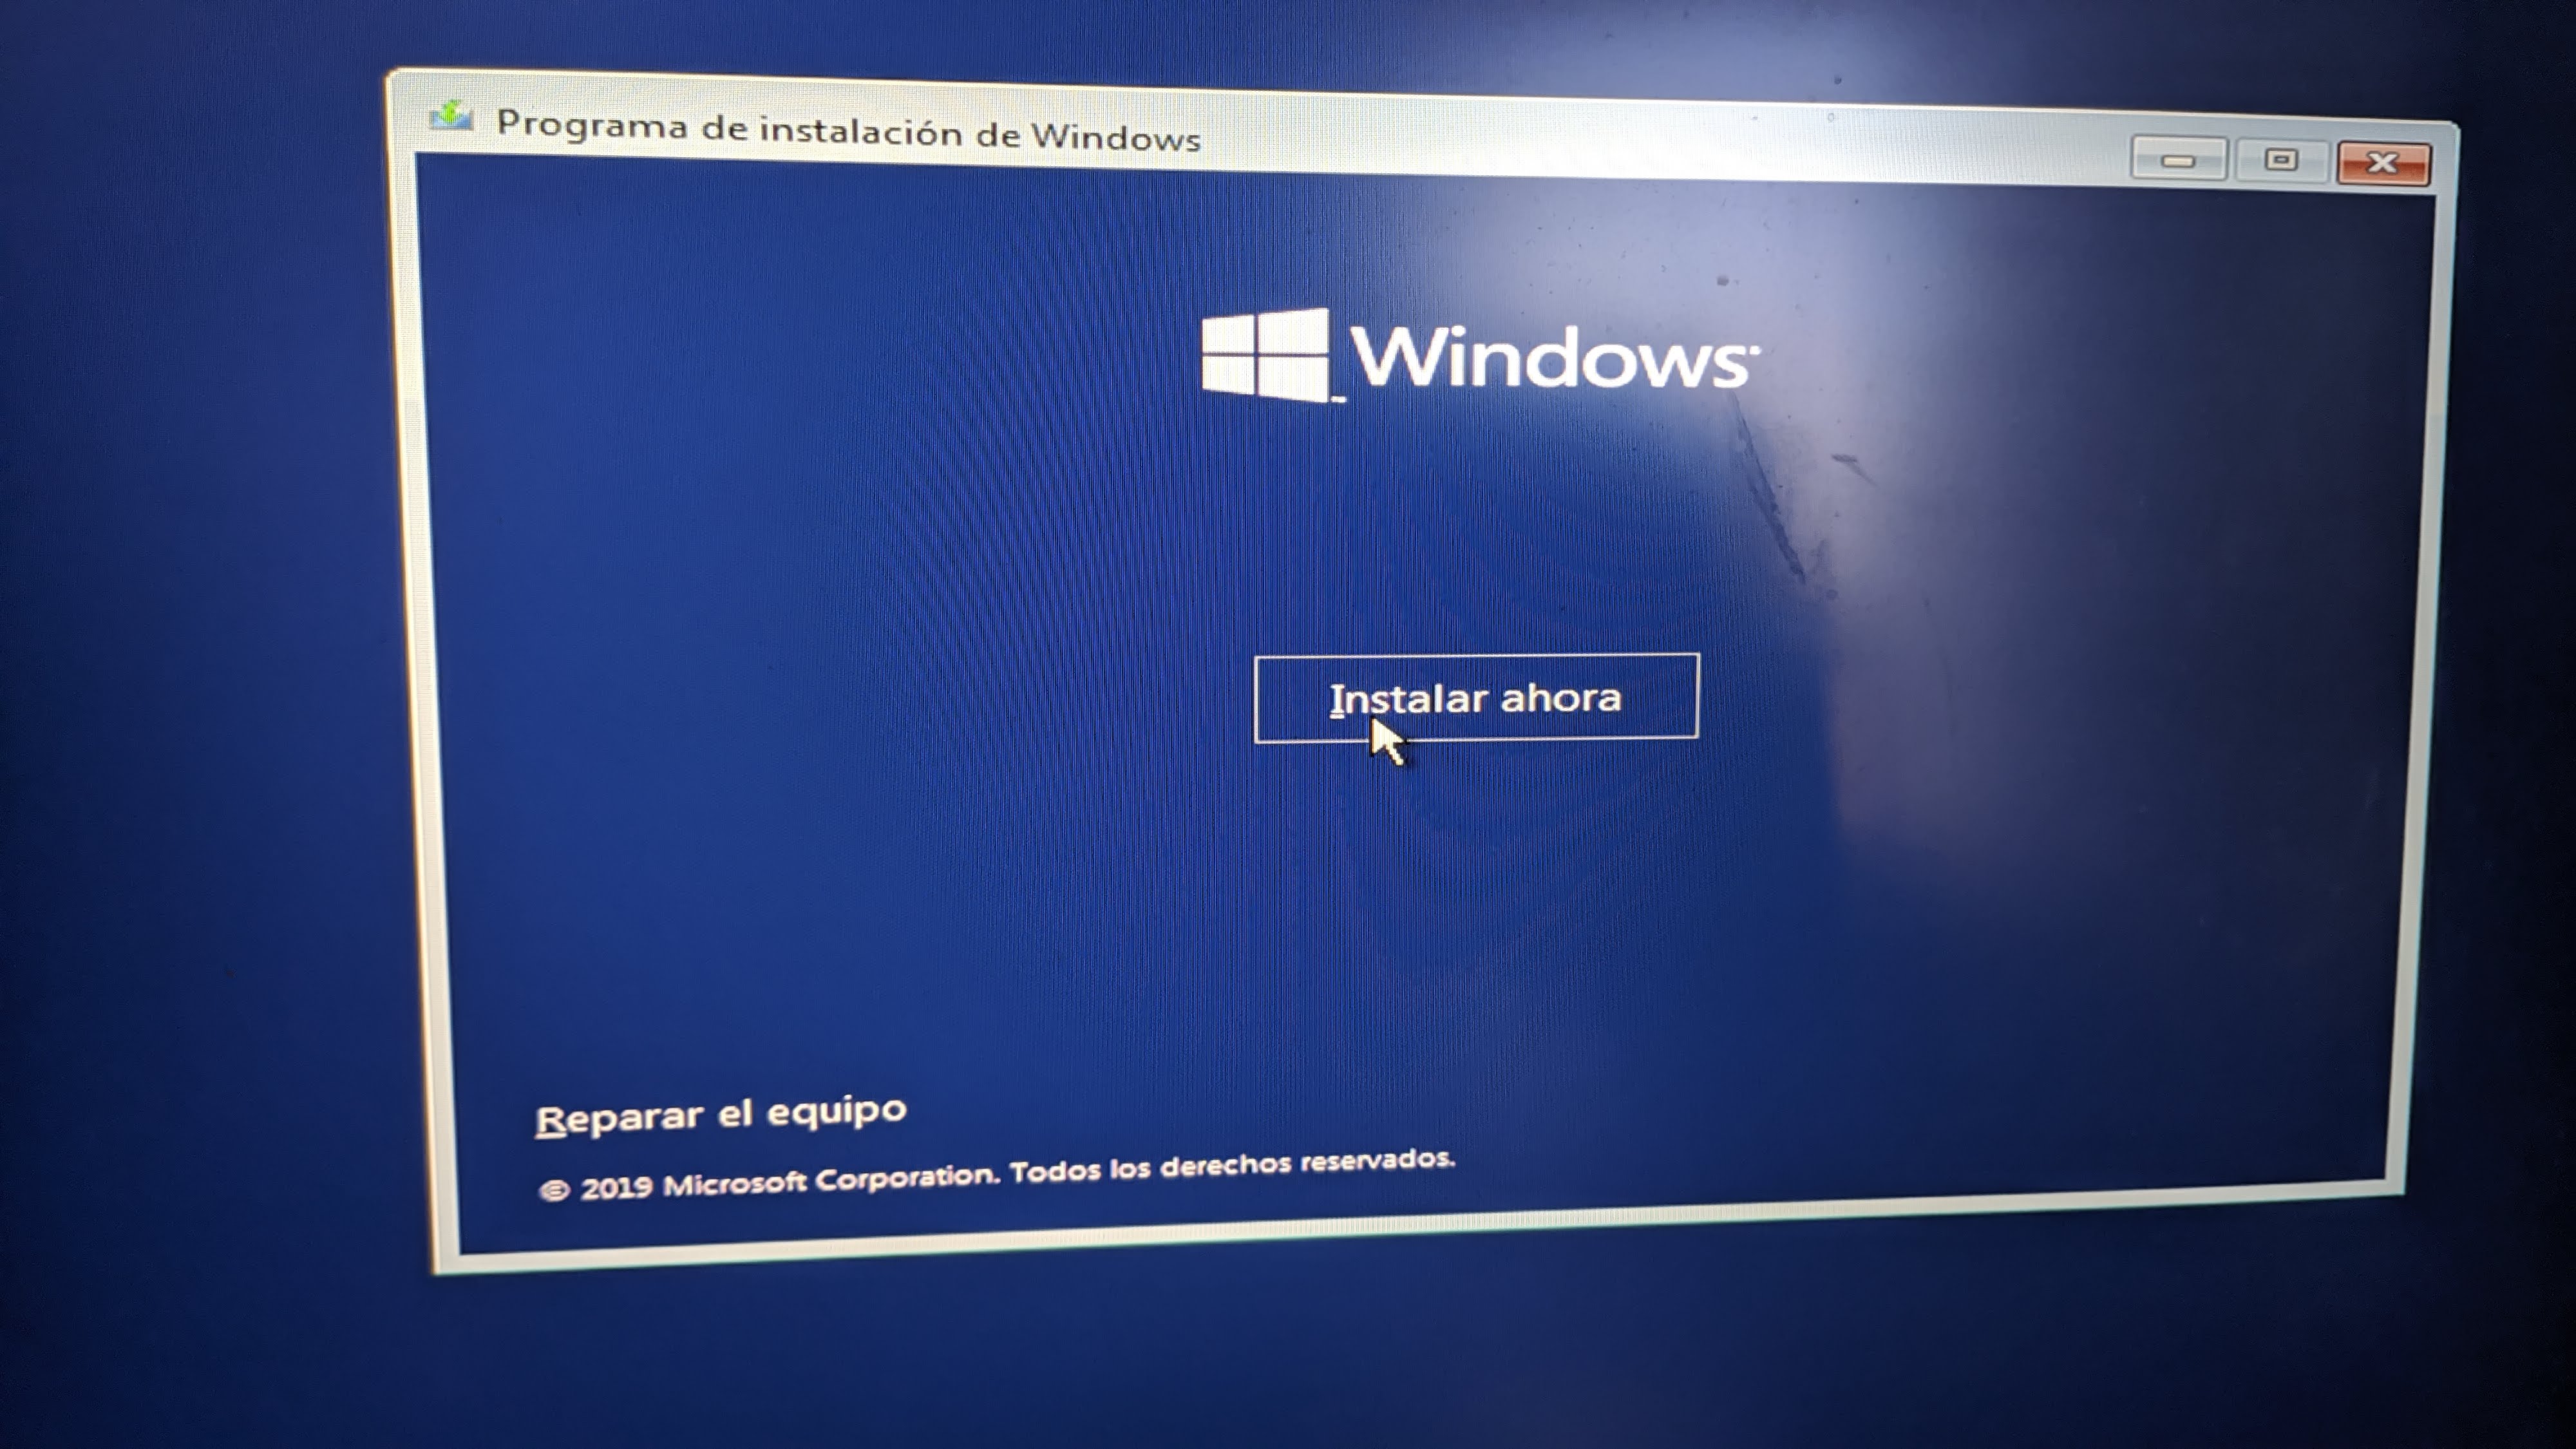 Programa de instalación de Windows
Windows
Instalar ahora
Reparar el equipo
© 2019 Microsoft Corporation. Todos los derechos reservados.